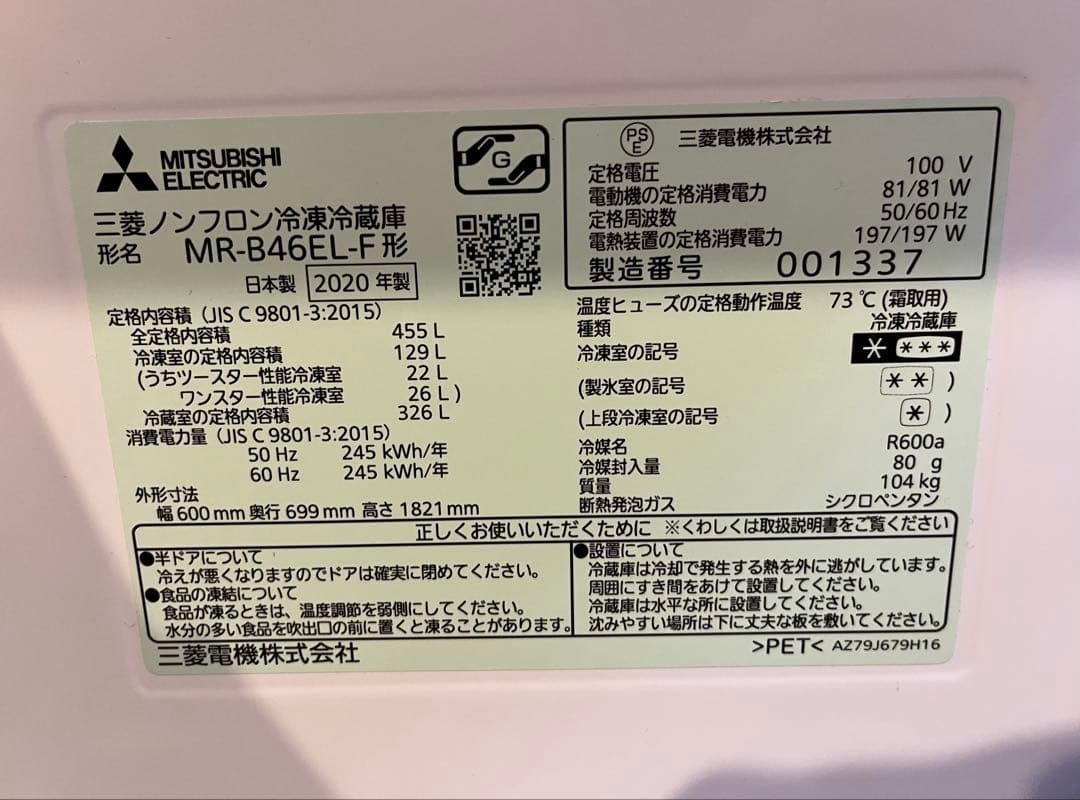 MITSUBISHI
ELECTRIC
G
三菱ノンフロン冷凍冷蔵庫
形名 MR-B46EL-F形
日本製 2020 年製
定格内容積 (JIS C 9801-3:2015)
全定格内容積 455 L
冷凍室の定格内容積 129 L
(うちツースター性能冷凍室 22 L
ワンスター性能冷凍室 26 L )
冷蔵室の定格内容積 326 L
消費電力量 (JIS C 9801-3:2015)
50 Hz 245 kWh/年
60 Hz 245 kWh/年
外形寸法
幅 600 mm 奥行 699 mm 高さ 1821 mm
PS
E
三菱電機株式会社
定格電圧 100 V
電動機の定格消費電力 81/81 W
定格周波数 50/60 Hz
電熱装置の定格消費電力 197/197 W
製造番号 001337
温度ヒューズの定格動作温度 73 ℃ (霜取用)
種類 冷凍冷蔵庫
冷凍室の記号 * ***
(製氷室の記号 ** )
(上段冷凍室の記号 * )
冷媒名 R600a
冷媒封入量 80 g
質量 104 kg
断熱発泡ガス シクロペンタン
正しくお使いいただくために ※くわしくは取扱説明書をご覧ください
●半ドアについて
冷えが悪くなりますのでドアは確実に閉めてください。
●食品の凍結について
食品が凍るときは、温度調節を弱側にしてください。
水分の多い食品を吹出口の前に置くと凍ることがあります。
●設置について
冷蔵庫は冷却で発生する熱を外に逃がしています。
周囲にすき間をあけて設置してください。
冷蔵庫は水平な所に設置してください。
沈みやすい場所は下に丈夫な板を敷いてください。
三菱電機株式会社
>PET< AZ79J679H16